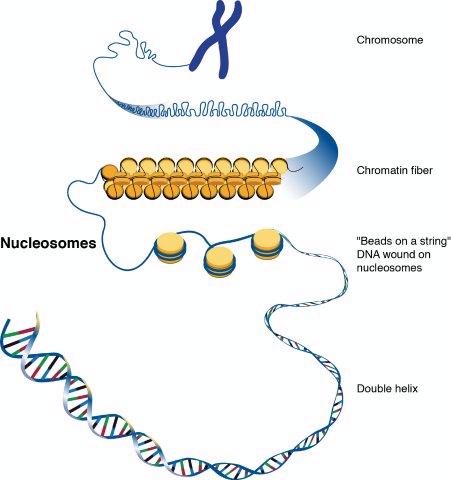 Chromosome
Chromatin fiber
Nucleosomes
"Beads on a string"
DNA wound on
nucleosomes
Double helix